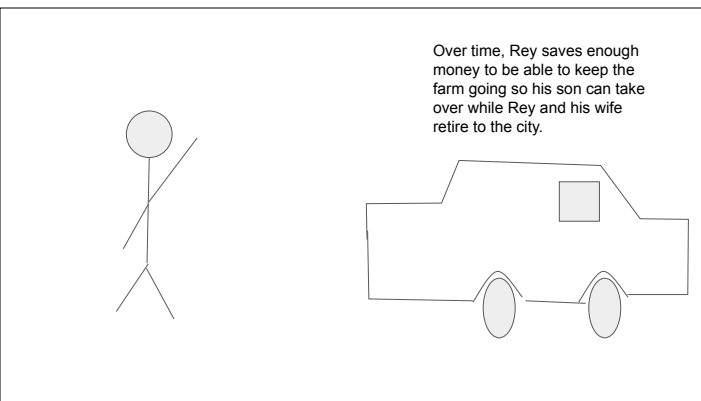 Over time, Rey saves enough
money to be able to keep the
farm going so his son can take
over while Rey and his wife
retire to the city.